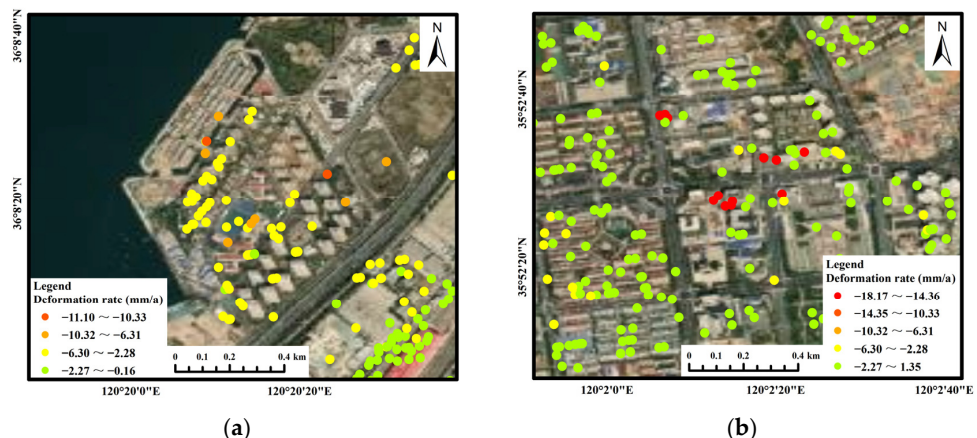 36°8'40"N
36°8'20"N
N
Legend
Deformation rate (mm/a)
−11.10 ～ −10.33
−10.32 ～ −6.31
−6.30 ～ −2.28
−2.27 ～ −0.16
0 0.1 0.2 0.4 km
120°20'0"E
120°20'20"E
(a)
35°52'40"N
35°52'20"N
N
Legend
Deformation rate (mm/a)
−18.17 ～ −14.36
−14.35 ～ −10.33
−10.32 ～ −6.31
−6.30 ～ −2.28
−2.27 ～ 1.35
0 0.1 0.2 0.4 km
120°2'0"E
120°2'20"E
120°2'40"E
(b)